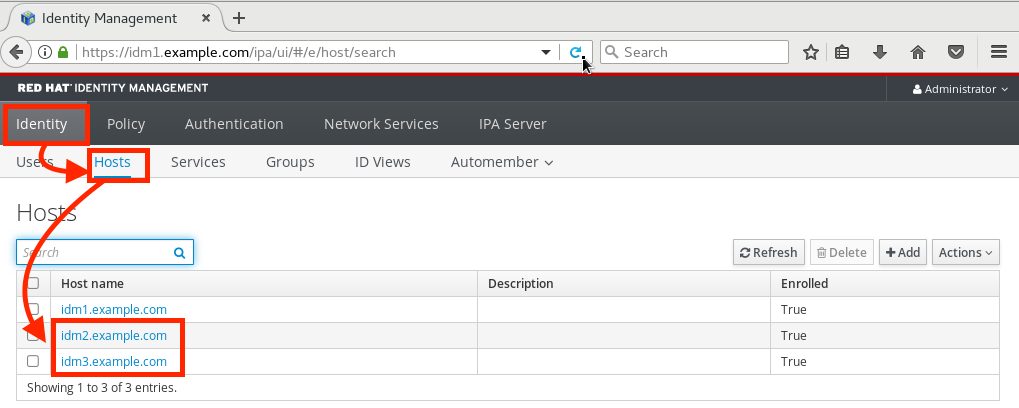 Identity Management
https://idm1.example.com/ipa/ui/#/e/host/search
Search
RED HAT® IDENTITY MANAGEMENT
Administrator
Identity Policy Authentication Network Services IPA Server
Users Hosts Services Groups ID Views Automember
Hosts
Search
Refresh Delete Add Actions
Host name Description Enrolled
idm1.example.com True
idm2.example.com True
idm3.example.com True
Showing 1 to 3 of 3 entries.